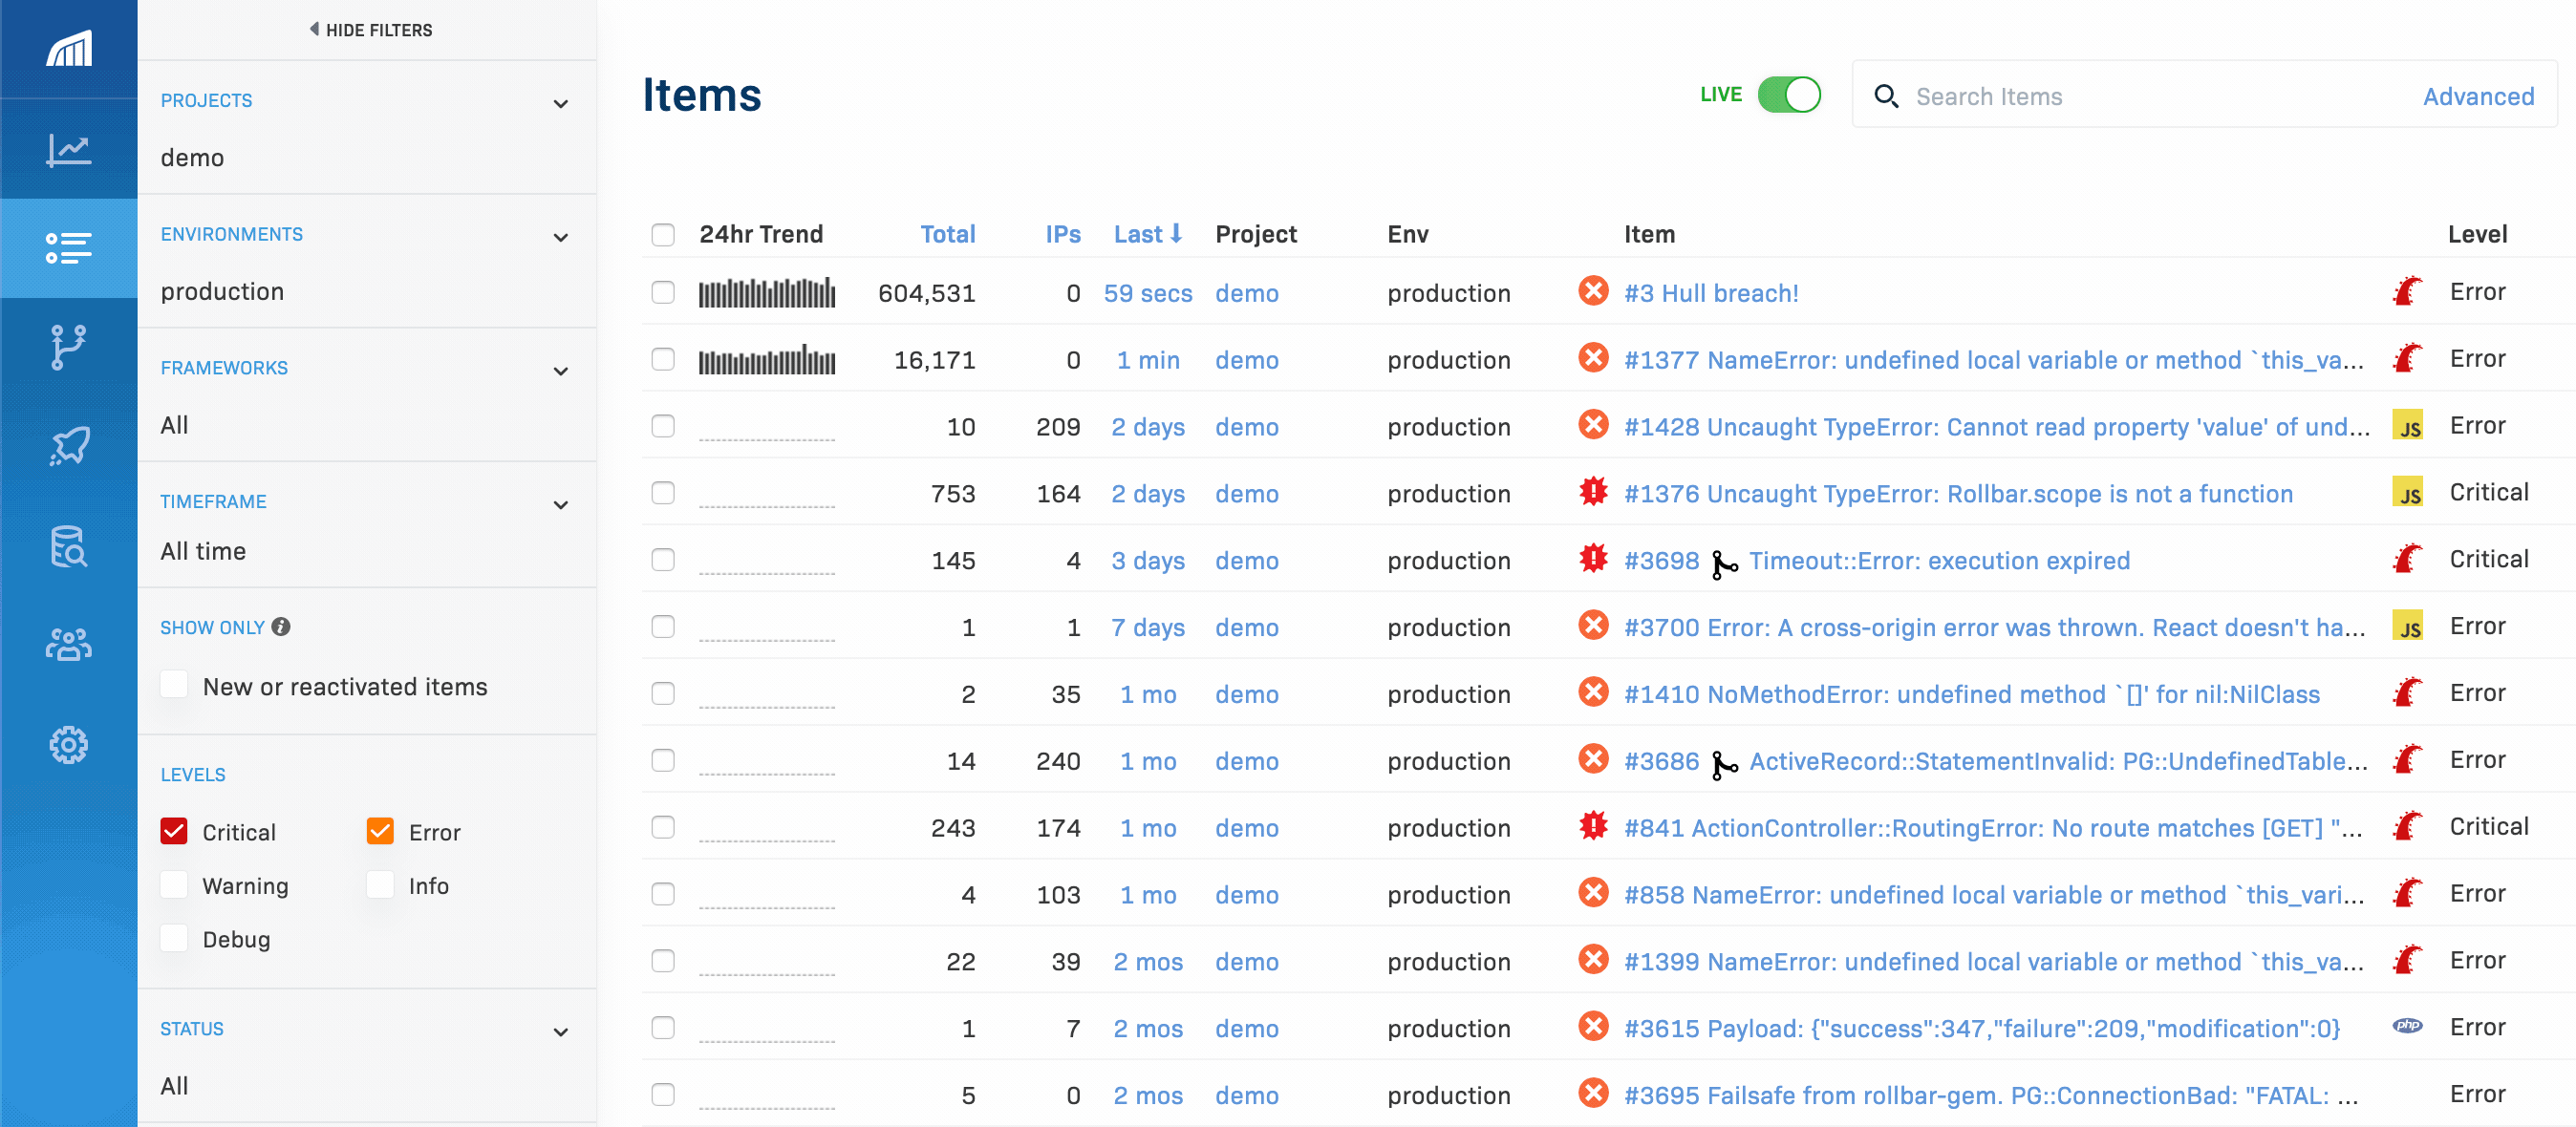 HIDE FILTERS
PROJECTS
demo
ENVIRONMENTS
production
FRAMEWORKS
All
TIMEFRAME
All time
SHOW ONLY
New or reactivated items
LEVELS
Critical Error
Warning Info
Debug
STATUS
All
Items
LIVE
Search Items Advanced
24hr Trend Total IPs Last Project Env Item Level
604,531 0 59 secs demo production #3 Hull breach! Error
16,171 0 1 min demo production #1377 NameError: undefined local variable or method `this_va... Error
10 209 2 days demo production #1428 Uncaught TypeError: Cannot read property 'value' of und... JS Error
753 164 2 days demo production #1376 Uncaught TypeError: Rollbar.scope is not a function JS Critical
145 4 3 days demo production #3698 Timeout::Error: execution expired Critical
1 1 7 days demo production #3700 Error: A cross-origin error was thrown. React doesn't ha... JS Error
2 35 1 mo demo production #1410 NoMethodError: undefined method `[]' for nil:NilClass Error
14 240 1 mo demo production #3686 ActiveRecord::StatementInvalid: PG::UndefinedTable... Error
243 174 1 mo demo production #841 ActionController::RoutingError: No route matches [GET] "... Critical
4 103 1 mo demo production #858 NameError: undefined local variable or method `this_vari... Error
22 39 2 mos demo production #1399 NameError: undefined local variable or method `this_va... Error
1 7 2 mos demo production #3615 Payload: {"success":347,"failure":209,"modification":0} php Error
5 0 2 mos demo production #3695 Failsafe from rollbar-gem. PG::ConnectionBad: "FATAL: ... Error